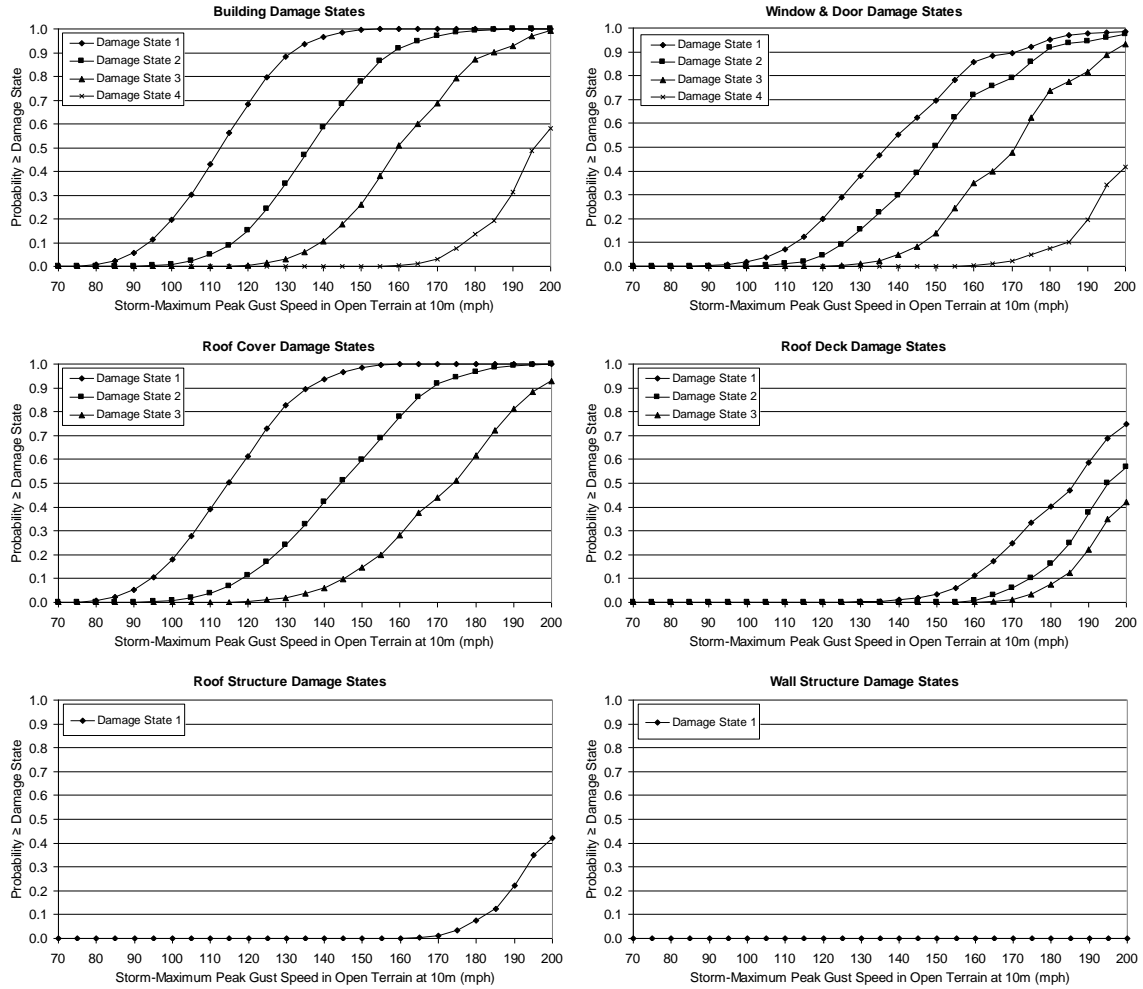 Building Damage States
Probability ≥ Damage State
1.0
0.9
0.8
0.7
0.6
0.5
0.4
0.3
0.2
0.1
0.0
Damage State 1
Damage State 2
Damage State 3
Damage State 4
70 80 90 100 110 120 130 140 150 160 170 180 190 200
Storm-Maximum Peak Gust Speed in Open Terrain at 10m (mph)
Window & Door Damage States
Probability ≥ Damage State
1.0
0.9
0.8
0.7
0.6
0.5
0.4
0.3
0.2
0.1
0.0
Damage State 1
Damage State 2
Damage State 3
Damage State 4
70 80 90 100 110 120 130 140 150 160 170 180 190 200
Storm-Maximum Peak Gust Speed in Open Terrain at 10m (mph)
Roof Cover Damage States
Probability ≥ Damage State
1.0
0.9
0.8
0.7
0.6
0.5
0.4
0.3
0.2
0.1
0.0
Damage State 1
Damage State 2
Damage State 3
70 80 90 100 110 120 130 140 150 160 170 180 190 200
Storm-Maximum Peak Gust Speed in Open Terrain at 10m (mph)
Roof Deck Damage States
Probability ≥ Damage State
1.0
0.9
0.8
0.7
0.6
0.5
0.4
0.3
0.2
0.1
0.0
Damage State 1
Damage State 2
Damage State 3
70 80 90 100 110 120 130 140 150 160 170 180 190 200
Storm-Maximum Peak Gust Speed in Open Terrain at 10m (mph)
Roof Structure Damage States
Probability ≥ Damage State
1.0
0.9
0.8
0.7
0.6
0.5
0.4
0.3
0.2
0.1
0.0
Damage State 1
70 80 90 100 110 120 130 140 150 160 170 180 190 200
Storm-Maximum Peak Gust Speed in Open Terrain at 10m (mph)
Wall Structure Damage States
Probability ≥ Damage State
1.0
0.9
0.8
0.7
0.6
0.5
0.4
0.3
0.2
0.1
0.0
Damage State 1
70 80 90 100 110 120 130 140 150 160 170 180 190 200
Storm-Maximum Peak Gust Speed in Open Terrain at 10m (mph)